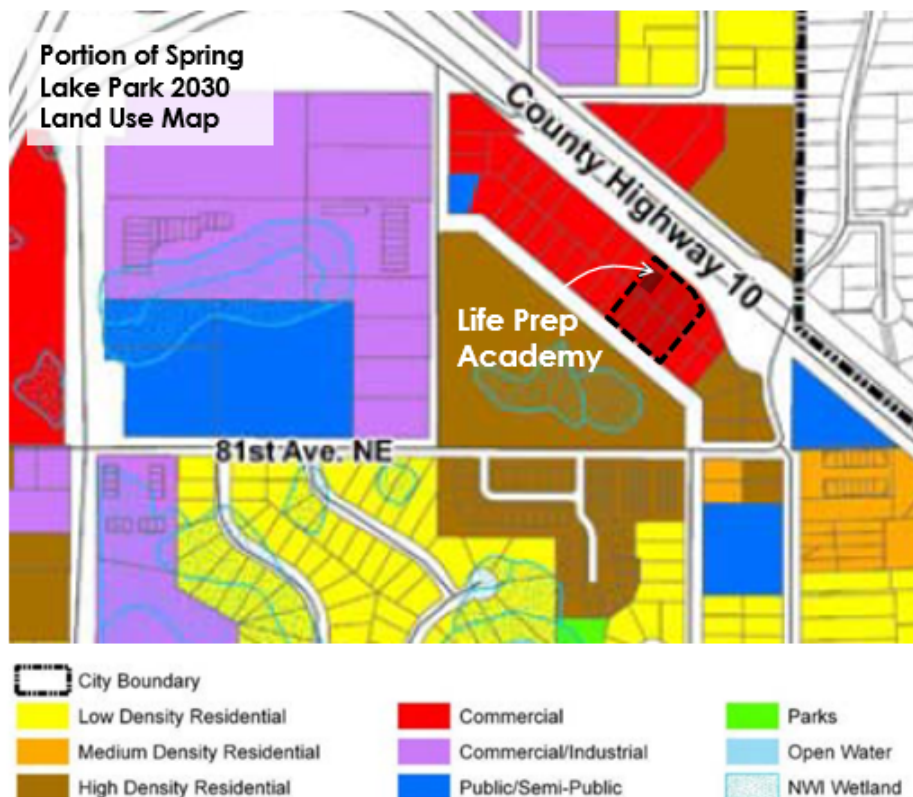 Portion of Spring
Lake Park 2030
Land Use Map
County Highway 10
Life Prep
Academy
81st Ave. NE
City Boundary
Low Density Residential
Commercial
Parks
Medium Density Residential
Commercial/Industrial
Open Water
High Density Residential
Public/Semi-Public
NWI Wetland